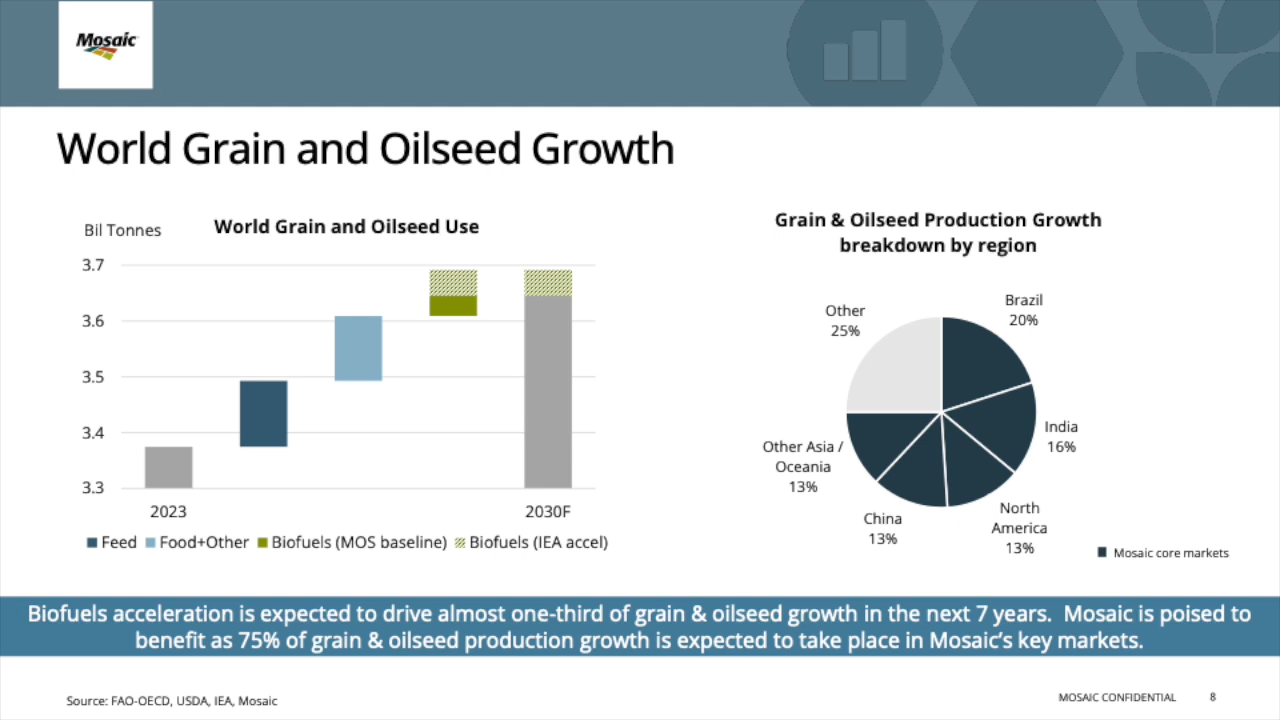 Mosaic
World Grain and Oilseed Growth
Bil Tonnes
World Grain and Oilseed Use
3.7
3.6
3.5
3.4
3.3
2023
2030F
Feed
Food+Other
Biofuels (MOS baseline)
Biofuels (IEA accel)
Grain & Oilseed Production Growth
breakdown by region
Other
25%
Brazil
20%
India
16%
North
America
13%
China
13%
Other Asia /
Oceania
13%
Mosaic core markets
Biofuels acceleration is expected to drive almost one-third of grain & oilseed growth in the next 7 years. Mosaic is poised to
benefit as 75% of grain & oilseed production growth is expected to take place in Mosaic’s key markets.
Source: FAO-OECD, USDA, IEA, Mosaic
MOSAIC CONFIDENTIAL
8